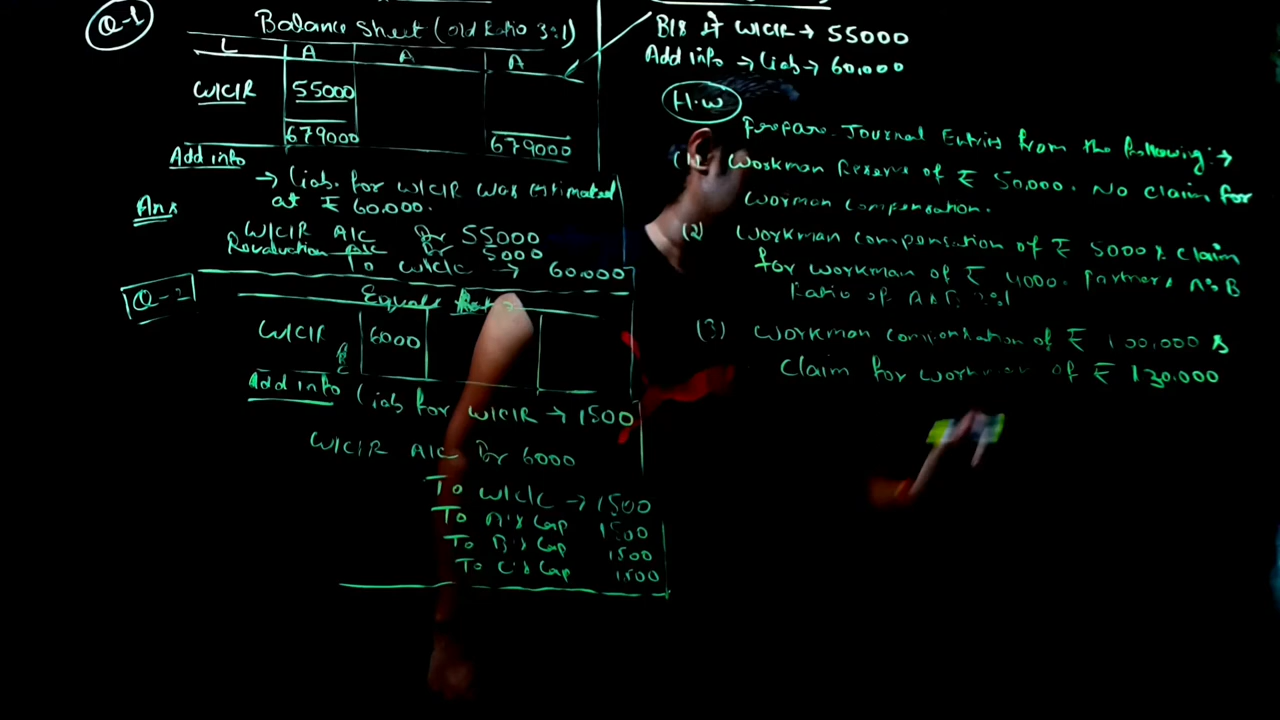 Q-1
Balance Sheet (old Ratio 3:1)
L A A A
W/C/R 55000
679000 679000
Add info
→ Liab. for W/C/R was estimated
at ₹ 60,000.
Ans
W/C/R A/C Dr 55000
Revaluation A/C Dr 5000
To W/C/C → 60,000
Q-2
Equal
W/C/R 6000
A
B
C
Add info Liab for W/C/R → 1500
W/C/R A/C Dr 6000
To W/C/C → 1500
To A's Cap 1500
To B's Cap 1500
To C's Cap 1500
B/S if W/C/R → 55000
Add info → Liab → 60,000
H.W
Prepare Journal Entries from the following :→
(1) Workman Reserve of ₹ 50,000. No claim for
worman compensation.
(2) Workman compensation of ₹ 5000 & claim
for workman of ₹ 4000. Partners A & B
Ratio of A & B
(3) Workman compensation of ₹ 100,000 &
Claim for workman of ₹ 130,000